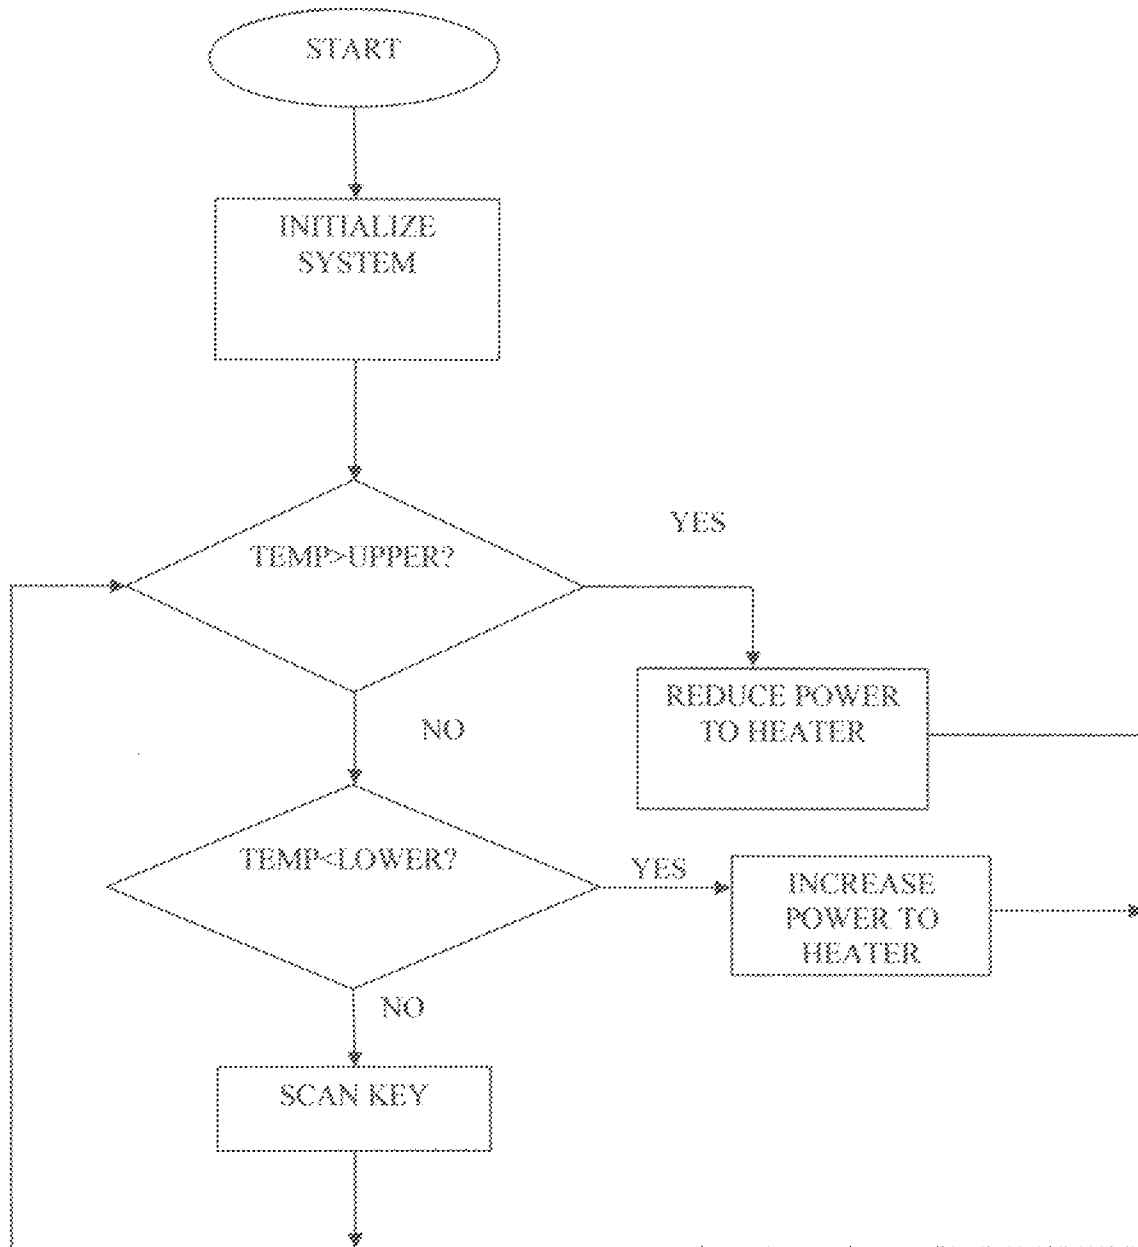 START
INITIALIZE
SYSTEM
TEMP>UPPER?
YES
REDUCE POWER
TO HEATER
NO
TEMP<LOWER?
YES
INCREASE
POWER TO
HEATER
NO
SCAN KEY